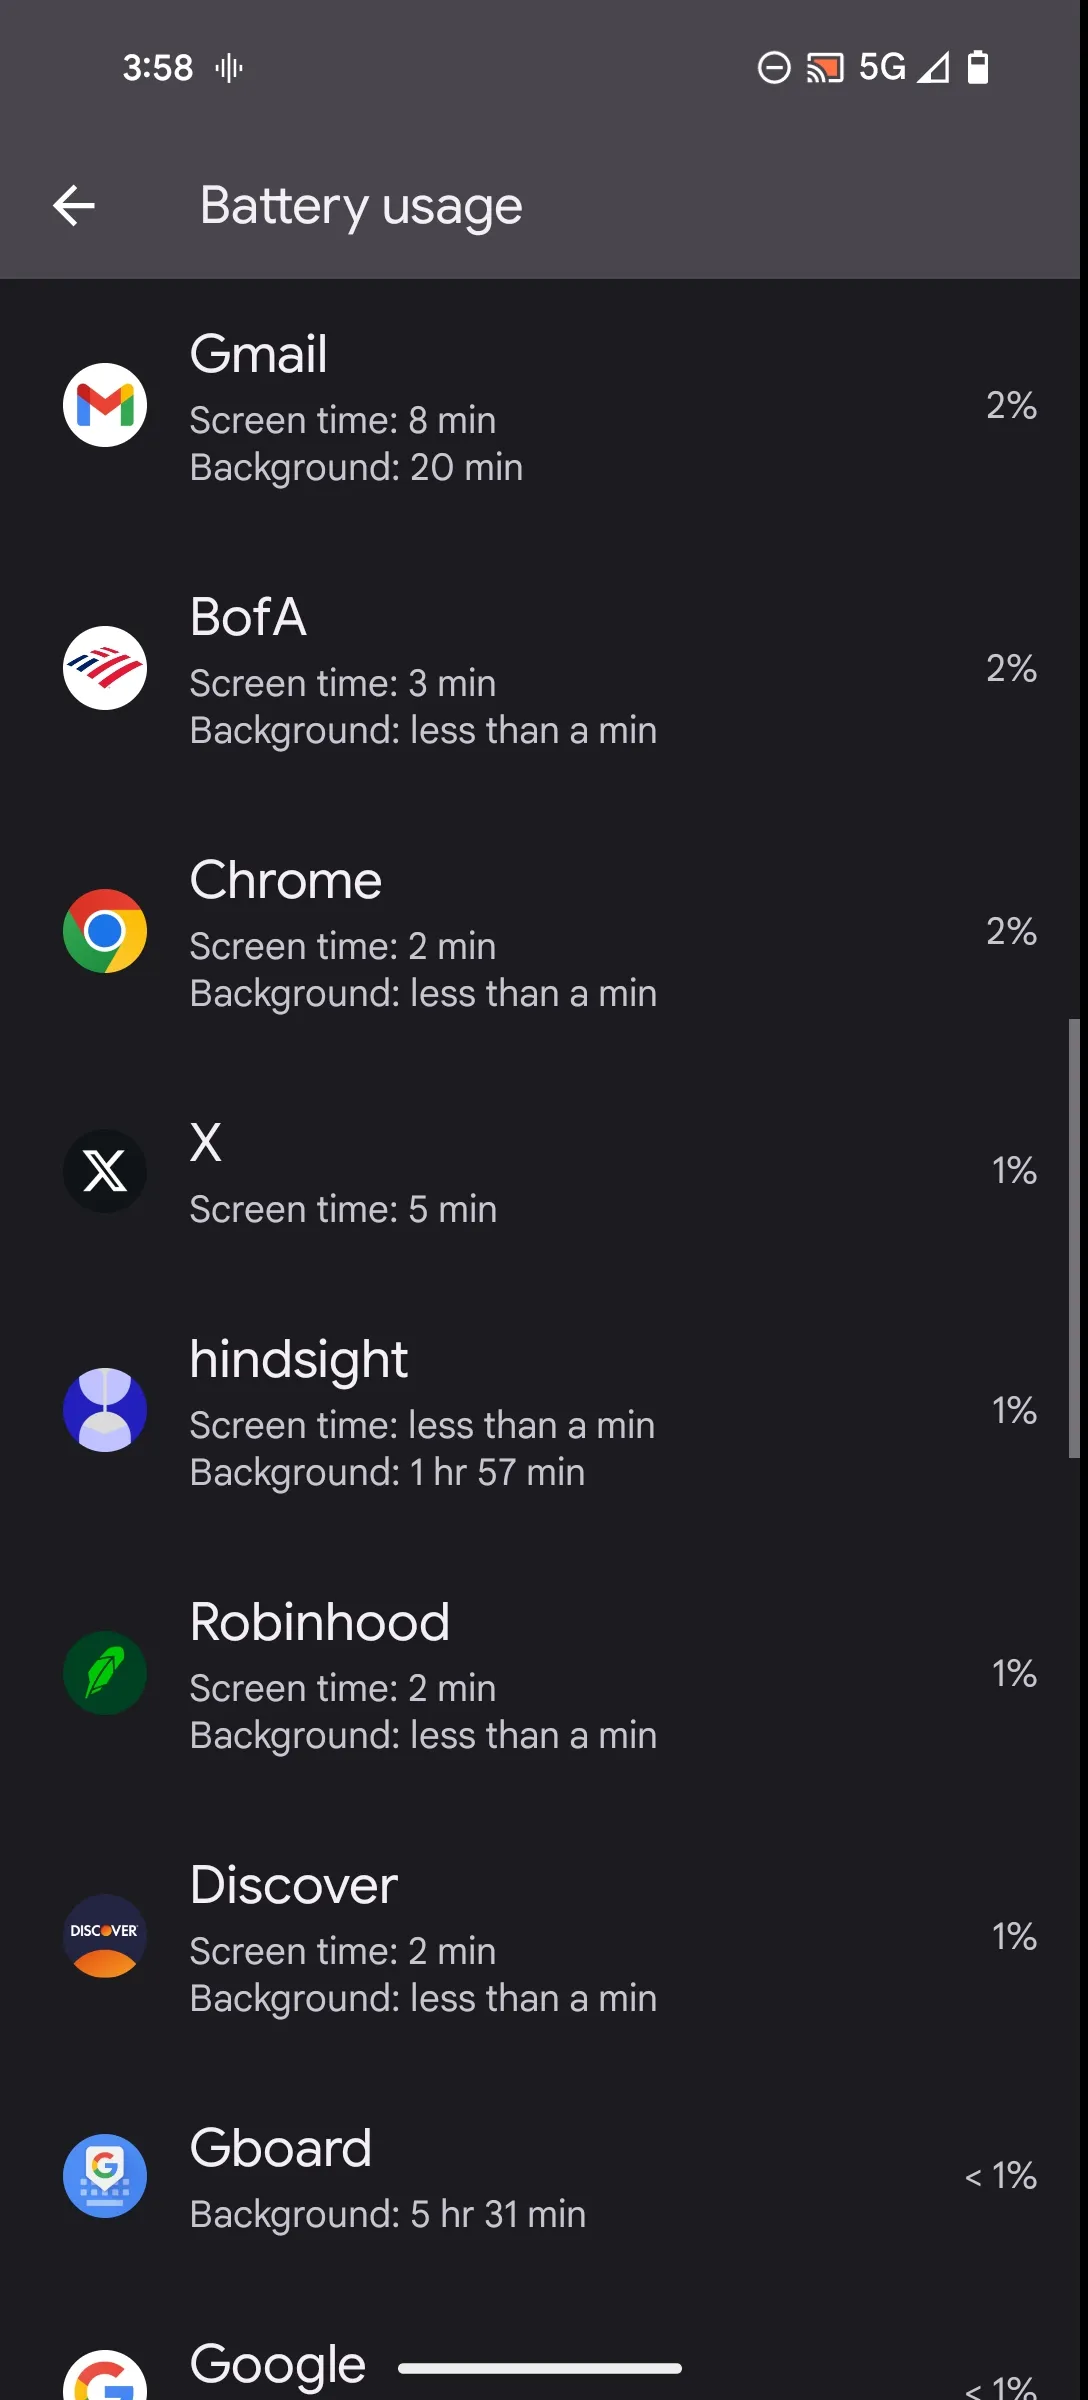 3:58
5G
Battery usage
Gmail
Screen time: 8 min
Background: 20 min
2%
BofA
Screen time: 3 min
Background: less than a min
2%
Chrome
Screen time: 2 min
Background: less than a min
2%
X
Screen time: 5 min
1%
hindsight
Screen time: less than a min
Background: 1 hr 57 min
1%
Robinhood
Screen time: 2 min
Background: less than a min
1%
DISCOVER
Discover
Screen time: 2 min
Background: less than a min
1%
Gboard
Background: 5 hr 31 min
< 1%
Google
< 1%